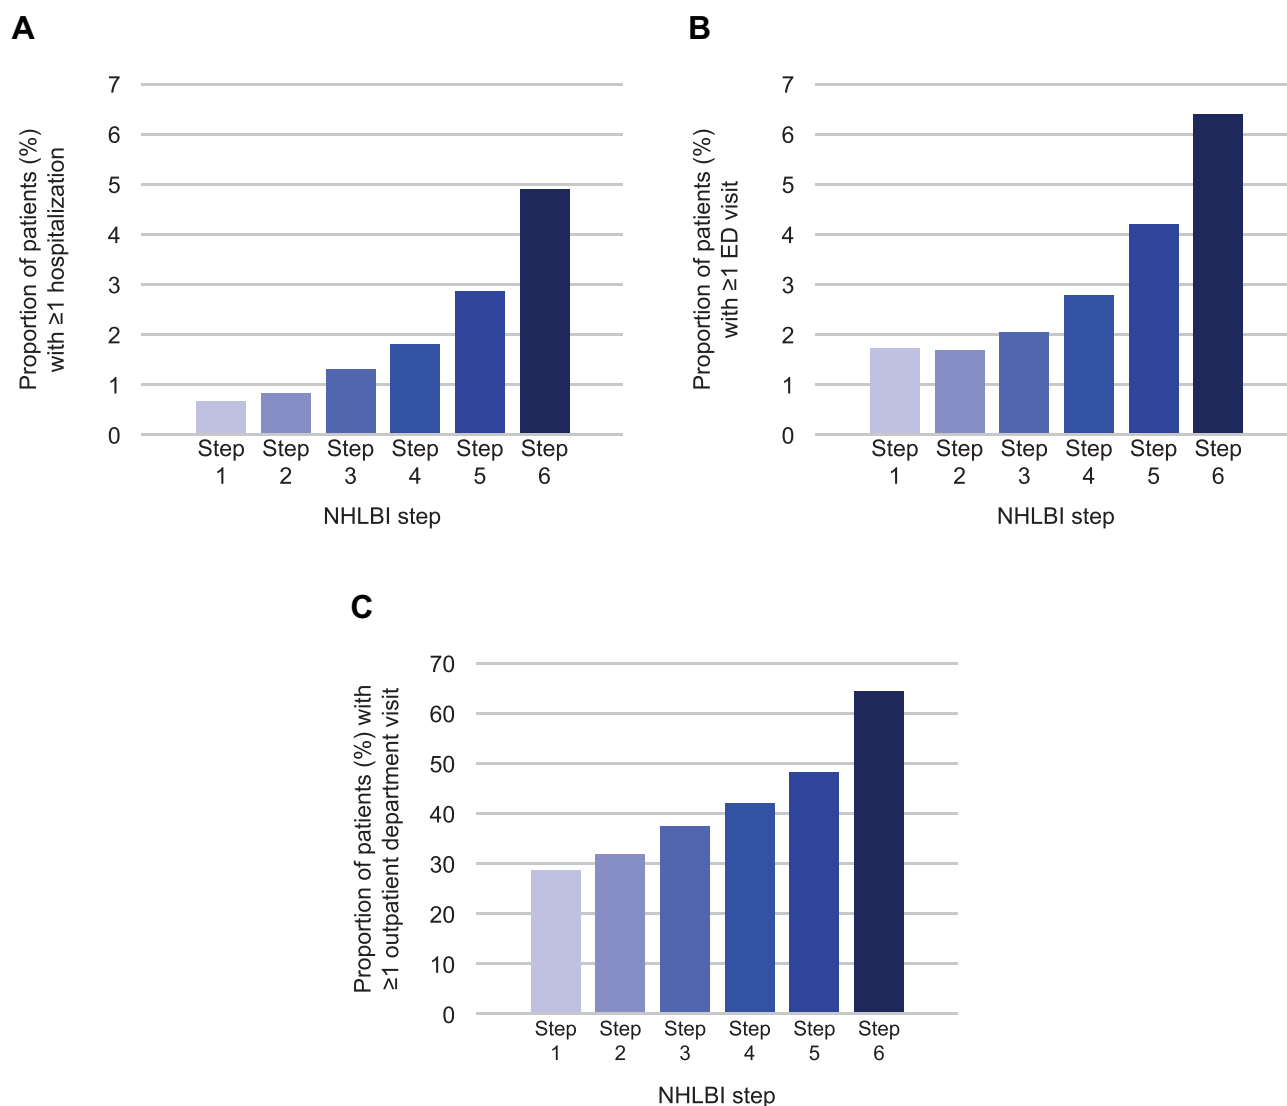 A
Proportion of patients (%)
with ≥1 hospitalization
7
6
5
4
3
2
1
0
Step Step Step Step Step Step
1 2 3 4 5 6
NHLBI step
B
Proportion of patients (%)
with ≥1 ED visit
7
6
5
4
3
2
1
0
Step Step Step Step Step Step
1 2 3 4 5 6
NHLBI step
C
Proportion of patients (%) with
≥1 outpatient department visit
70
60
50
40
30
20
10
0
Step Step Step Step Step Step
1 2 3 4 5 6
NHLBI step